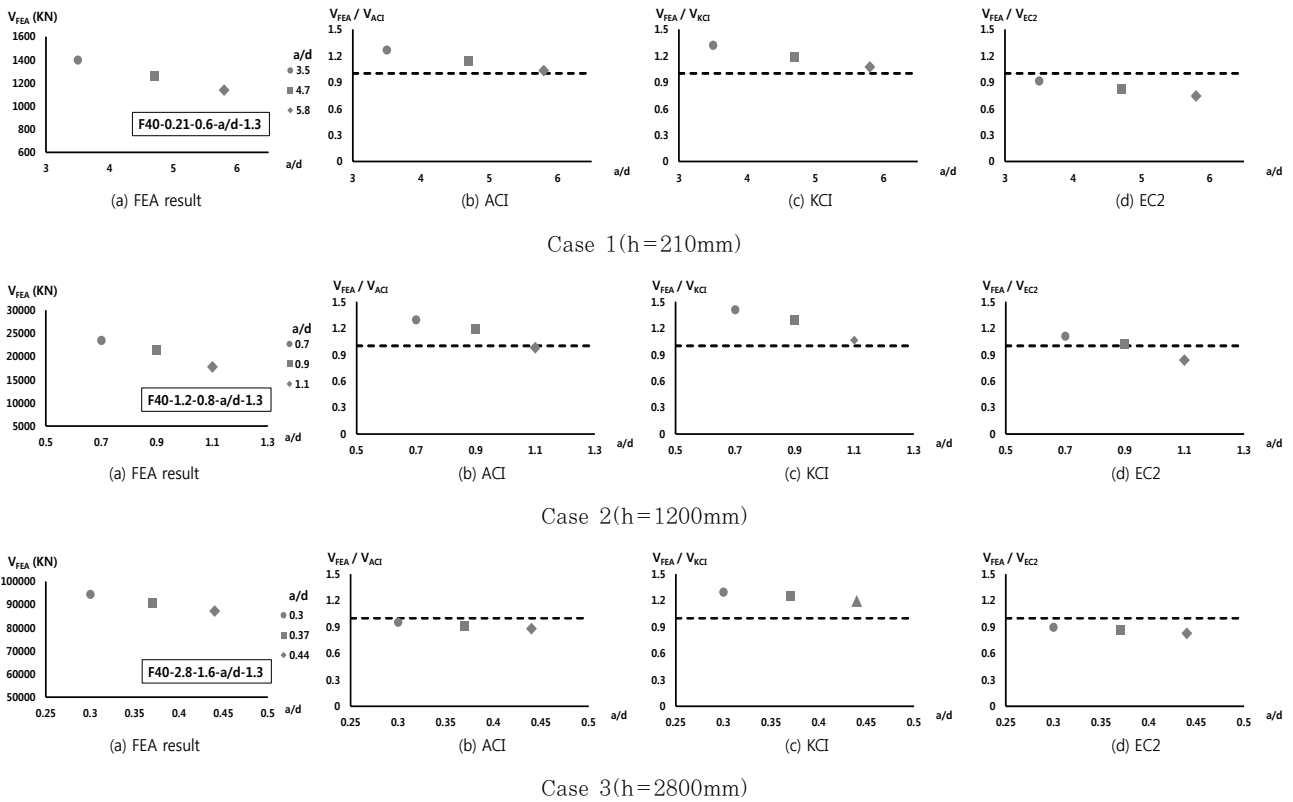 V_FEA (KN)
1600
1400
1200
1000
800
600
3 4 5 6
a/d
a/d
3.5
4.7
5.8
F40-0.21-0.6-a/d-1.3
(a) FEA result
V_FEA / V_ACI
1.5
1.2
0.9
0.6
0.3
0
3 4 5 6
a/d
(b) ACI
V_FEA / V_KCI
1.5
1.2
0.9
0.6
0.3
0
3 4 5 6
a/d
(c) KCI
V_FEA / V_EC2
1.5
1.2
0.9
0.6
0.3
0
3 4 5 6
a/d
(d) EC2
Case 1(h=210mm)
V_FEA (KN)
30000
25000
20000
15000
10000
5000
0.5 0.7 0.9 1.1 1.3
a/d
a/d
0.7
0.9
1.1
F40-1.2-0.8-a/d-1.3
(a) FEA result
V_FEA / V_ACI
1.5
1.2
0.9
0.6
0.3
0
0.5 0.7 0.9 1.1 1.3
a/d
(b) ACI
V_FEA / V_KCI
1.5
1.2
0.9
0.6
0.3
0
0.5 0.7 0.9 1.1 1.3
a/d
(c) KCI
V_FEA / V_EC2
1.5
1.2
0.9
0.6
0.3
0
0.5 0.7 0.9 1.1 1.3
a/d
(d) EC2
Case 2(h=1200mm)
V_FEA (KN)
100000
90000
80000
70000
60000
50000
0.25 0.3 0.35 0.4 0.45 0.5
a/d
a/d
0.3
0.37
0.44
F40-2.8-1.6-a/d-1.3
(a) FEA result
V_FEA / V_ACI
1.5
1.2
0.9
0.6
0.3
0
0.25 0.3 0.35 0.4 0.45 0.5
a/d
(b) ACI
V_FEA / V_KCI
1.5
1.2
0.9
0.6
0.3
0
0.25 0.3 0.35 0.4 0.45 0.5
a/d
(c) KCI
V_FEA / V_EC2
1.5
1.2
0.9
0.6
0.3
0
0.25 0.3 0.35 0.4 0.45 0.5
a/d
(d) EC2
Case 3(h=2800mm)